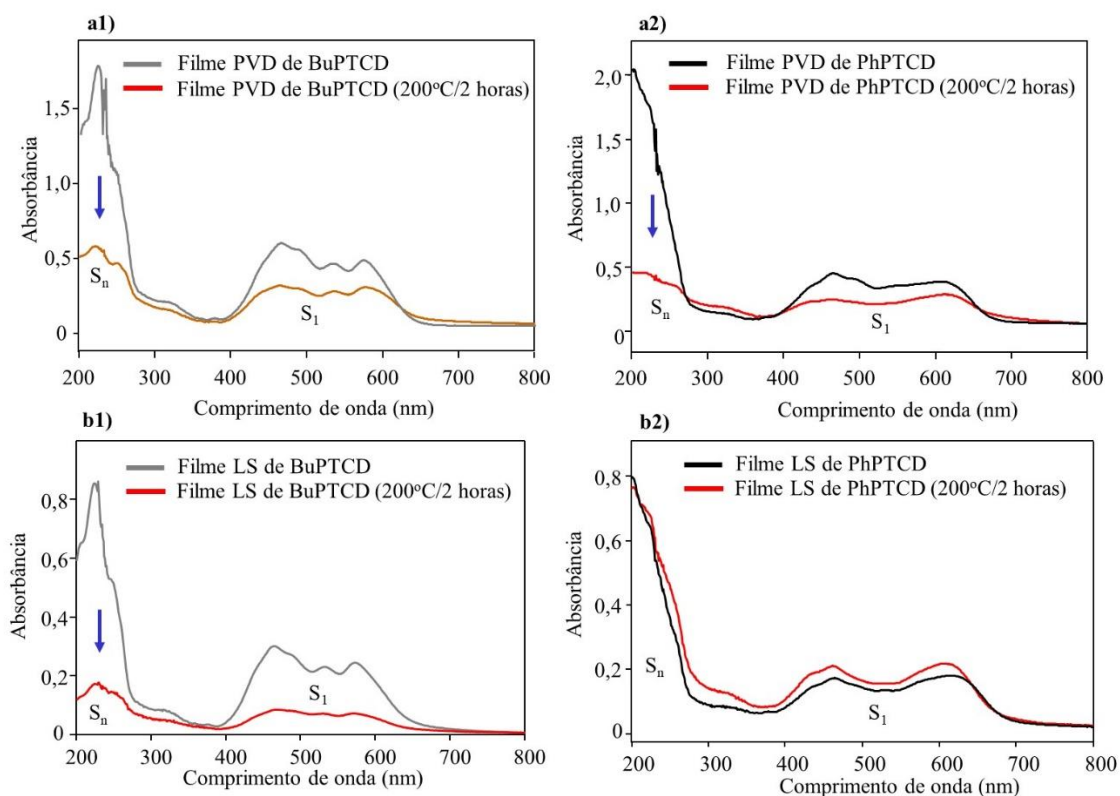 a1)
Filme PVD de BuPTCD
Filme PVD de BuPTCD (200ºC/2 horas)
Absorbância
1,5
1,0
0,5
0
Sn
S1
200 300 400 500 600 700 800
Comprimento de onda (nm)
a2)
Filme PVD de PhPTCD
Filme PVD de PhPTCD (200ºC/2 horas)
Absorbância
2,0
1,5
1,0
0,5
0
Sn
S1
200 300 400 500 600 700 800
Comprimento de onda (nm)
b1)
Filme LS de BuPTCD
Filme LS de BuPTCD (200ºC/2 horas)
Absorbância
0,8
0,6
0,4
0,2
0
Sn
S1
200 300 400 500 600 700 800
Comprimento de onda (nm)
b2)
Filme LS de PhPTCD
Filme LS de PhPTCD (200ºC/2 horas)
Absorbância
0,8
0,6
0,4
0,2
0
Sn
S1
200 300 400 500 600 700 800
Comprimento de onda (nm)